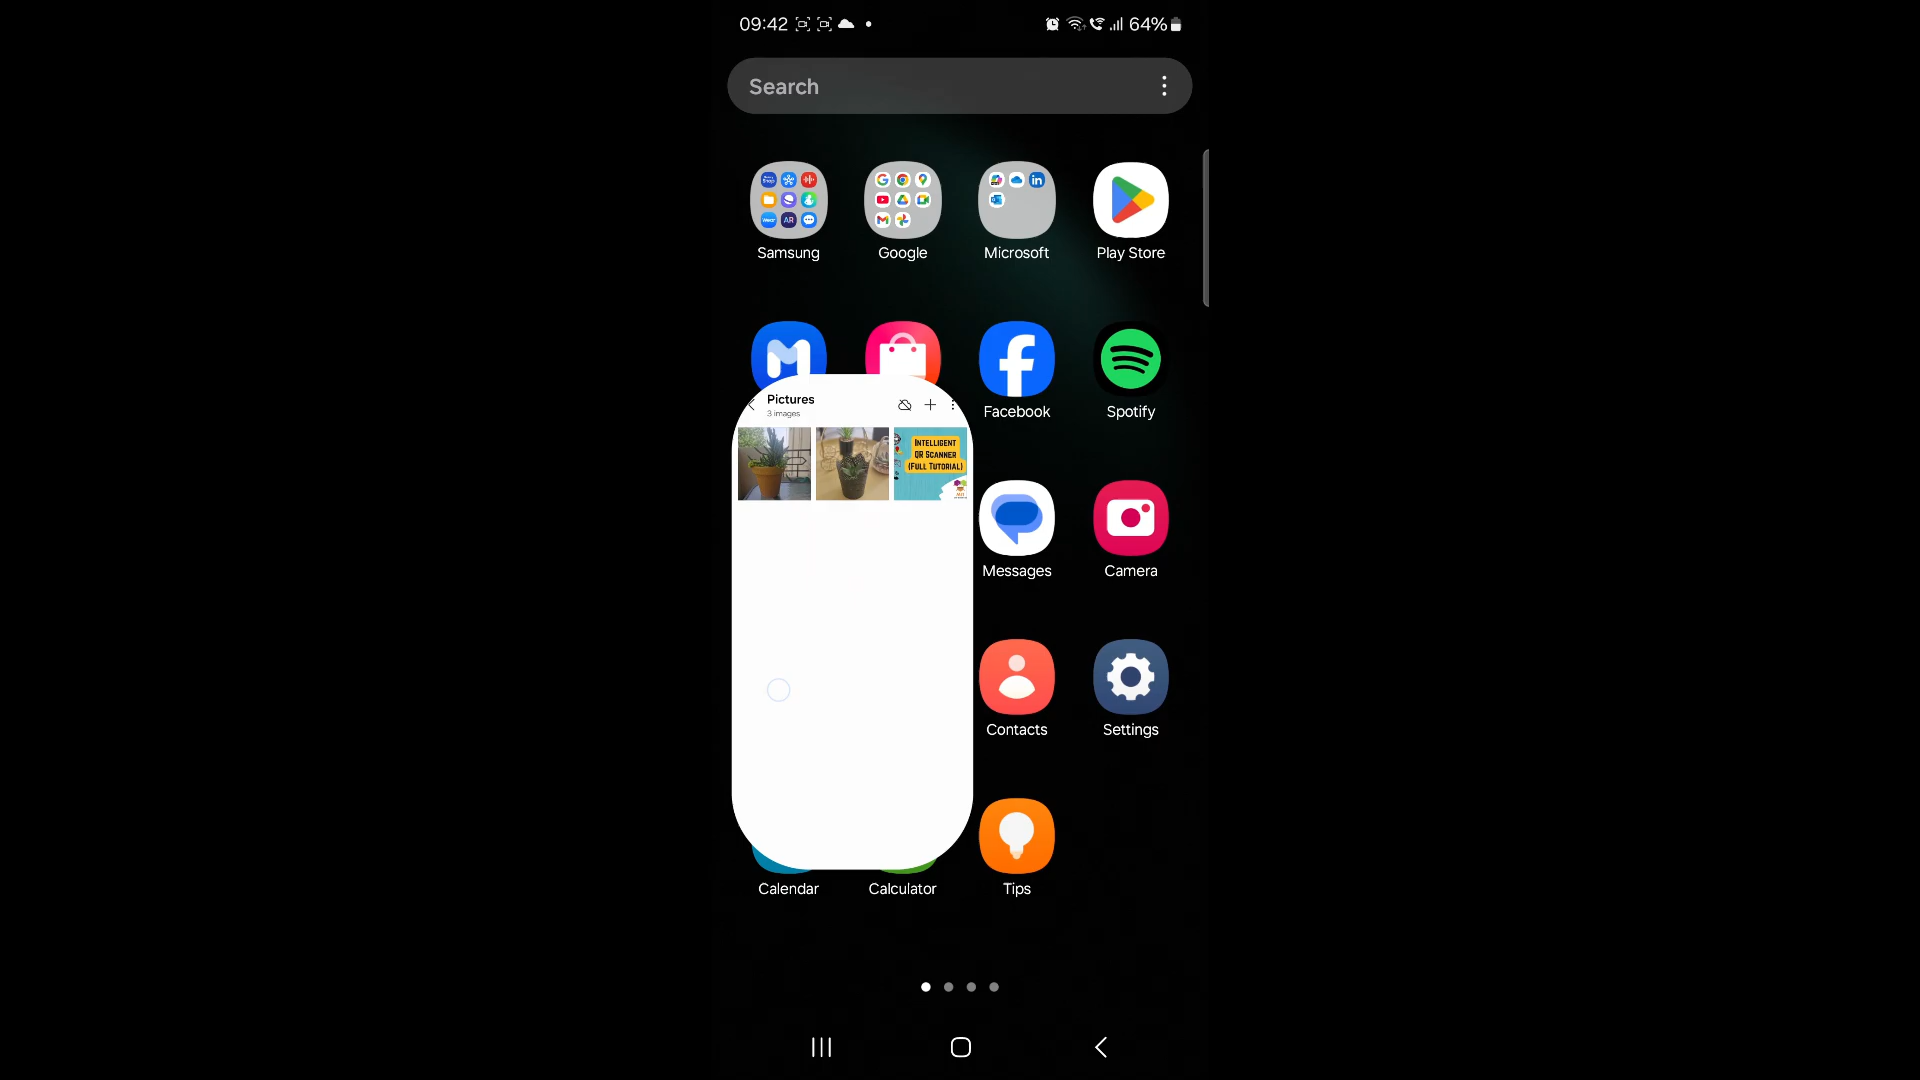 09:42 64%
Search
Samsung Google Microsoft Play Store
Facebook Spotify
Pictures
3 images
INTELLIGENT
QR SCANNER
(FULL TUTORIAL)
Messages Camera
Contacts Settings
Calendar Calculator Tips